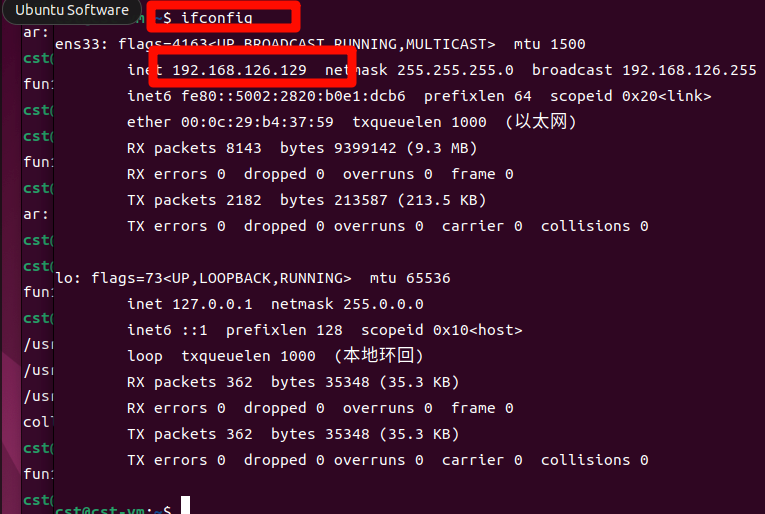 Ubuntu Software
$ ifconfig
ar:
ens33: flags=4163<UP,BROADCAST,RUNNING,MULTICAST>  mtu 1500
cst@
inet 192.168.126.129  netmask 255.255.255.0  broadcast 192.168.126.255
fun
inet6 fe80::5002:2820:b0e1:dcb6  prefixlen 64  scopeid 0x20<link>
cst@
ether 00:0c:29:b4:37:59  txqueuelen 1000  (以太网)
cst@
RX packets 8143  bytes 9399142 (9.3 MB)
fun
RX errors 0  dropped 0  overruns 0  frame 0
cst@
TX packets 2182  bytes 213587 (213.5 KB)
ar:
TX errors 0  dropped 0 overruns 0  carrier 0  collisions 0
cst@
cst@
lo: flags=73<UP,LOOPBACK,RUNNING>  mtu 65536
fun
inet 127.0.0.1  netmask 255.0.0.0
cst@
inet6 ::1  prefixlen 128  scopeid 0x10<host>
/usr
loop  txqueuelen 1000  (本地环回)
/usr
RX packets 362  bytes 35348 (35.3 KB)
/usr
RX errors 0  dropped 0  overruns 0  frame 0
coll
TX packets 362  bytes 35348 (35.3 KB)
cst@
TX errors 0  dropped 0 overruns 0  carrier 0  collisions 0
fun
cst@
cst@cst-vm:~$